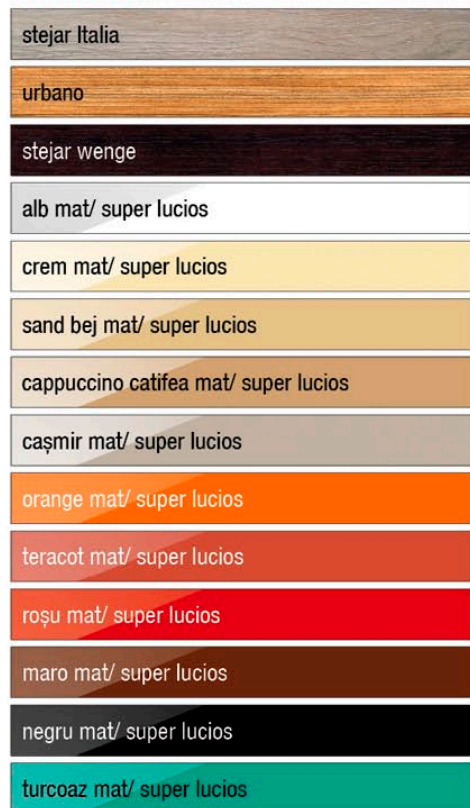 stejar Italia
urbano
stejar wenge
alb mat/ super lucios
crem mat/ super lucios
sand bej mat/ super lucios
cappuccino catifea mat/ super lucios
cașmir mat/ super lucios
orange mat/ super lucios
teracot mat/ super lucios
roșu mat/ super lucios
maro mat/ super lucios
negru mat/ super lucios
turcoaz mat/ super lucios